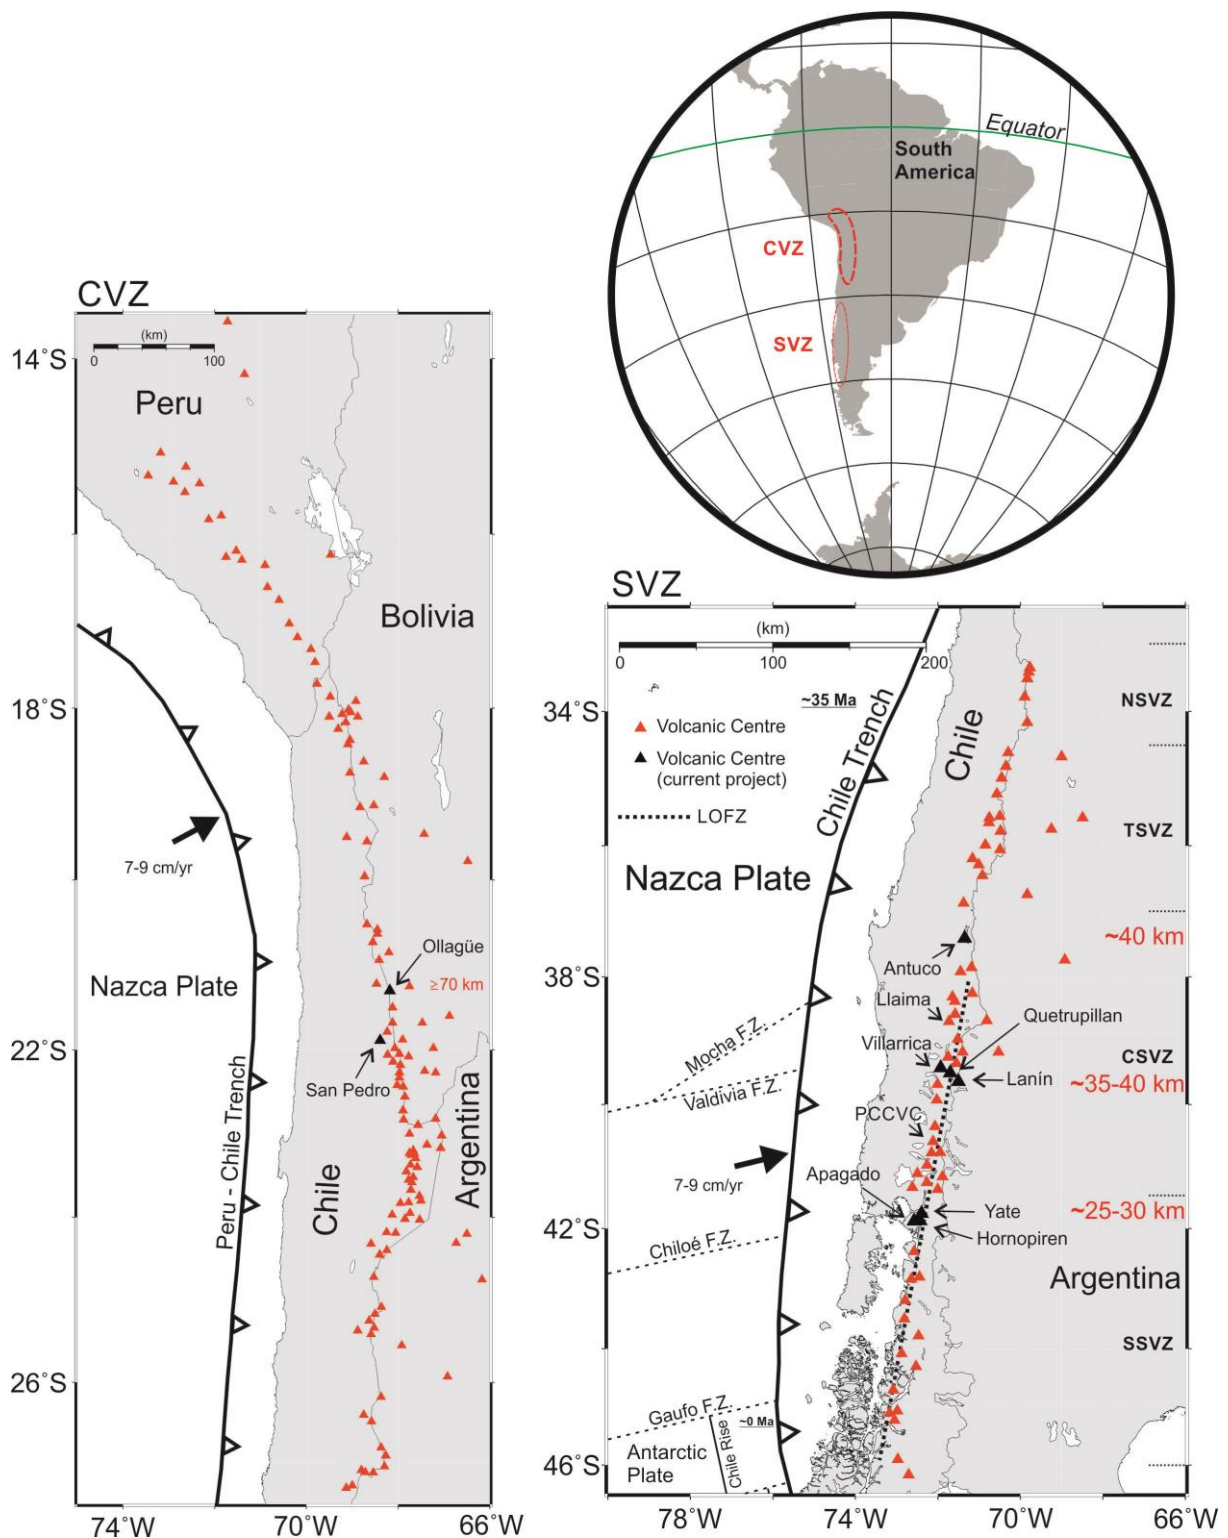 Equator
South
America
CVZ
SVZ
CVZ
(km)
0 100
14°S
18°S
22°S
26°S
Peru
Bolivia
7-9 cm/yr
Nazca Plate
Peru - Chile Trench
Ollagüe
≥70 km
San Pedro
Chile
Argentina
74°W 70°W 66°W
SVZ
(km)
0 100 200
34°S
38°S
42°S
46°S
~35 Ma
Volcanic Centre
Volcanic Centre
(current project)
LOFZ
Chile Trench
Chile
Nazca Plate
NSVZ
TSVZ
~40 km
Antuco
Llaima
Quetrupillan
Villarrica
CSVZ
Lanín
~35-40 km
Mocha F.Z.
Valdivia F.Z.
PCCVC
7-9 cm/yr
Apagado
Yate
~25-30 km
Hornopiren
Chiloé F.Z.
Argentina
SSVZ
Gaufo F.Z.
~0 Ma
Chile Rise
Antarctic
Plate
78°W 74°W 70°W 66°W